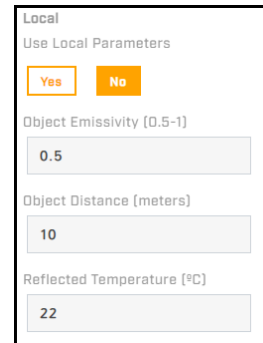 Local
Use Local Parameters
Yes No
Object Emissivity (0.5-1)
0.5
Object Distance (meters)
10
Reflected Temperature (ºC)
22